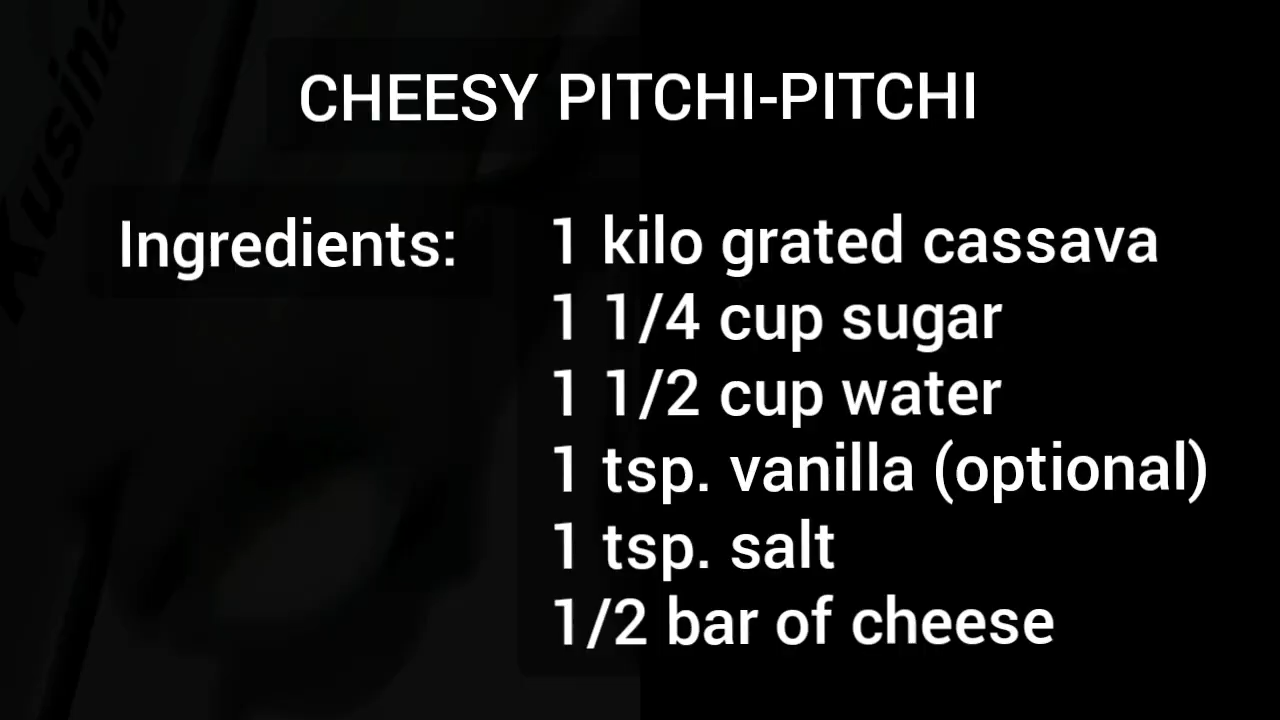 Kusina
CHEESY PITCHI-PITCHI
Ingredients:
1 kilo grated cassava
1 1/4 cup sugar
1 1/2 cup water
1 tsp. vanilla (optional)
1 tsp. salt
1/2 bar of cheese